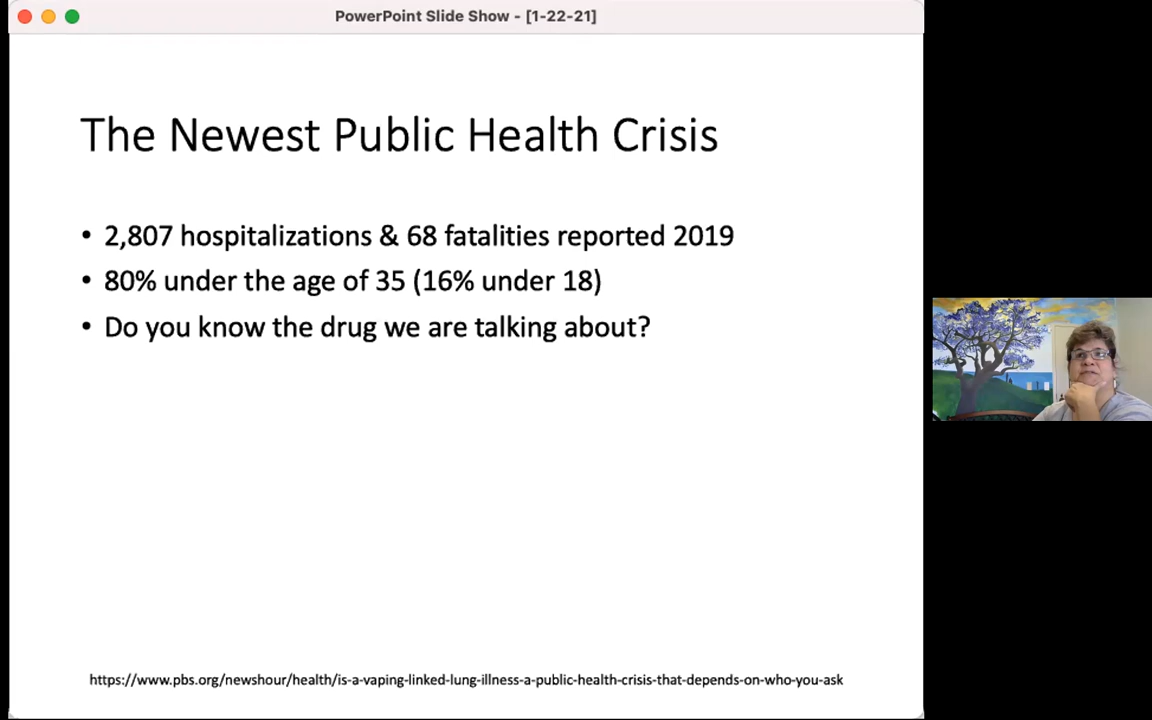 PowerPoint Slide Show - [1-22-21]
The Newest Public Health Crisis
• 2,807 hospitalizations & 68 fatalities reported 2019
• 80% under the age of 35 (16% under 18)
• Do you know the drug we are talking about?
https://www.pbs.org/newshour/health/is-a-vaping-linked-lung-illness-a-public-health-crisis-that-depends-on-who-you-ask